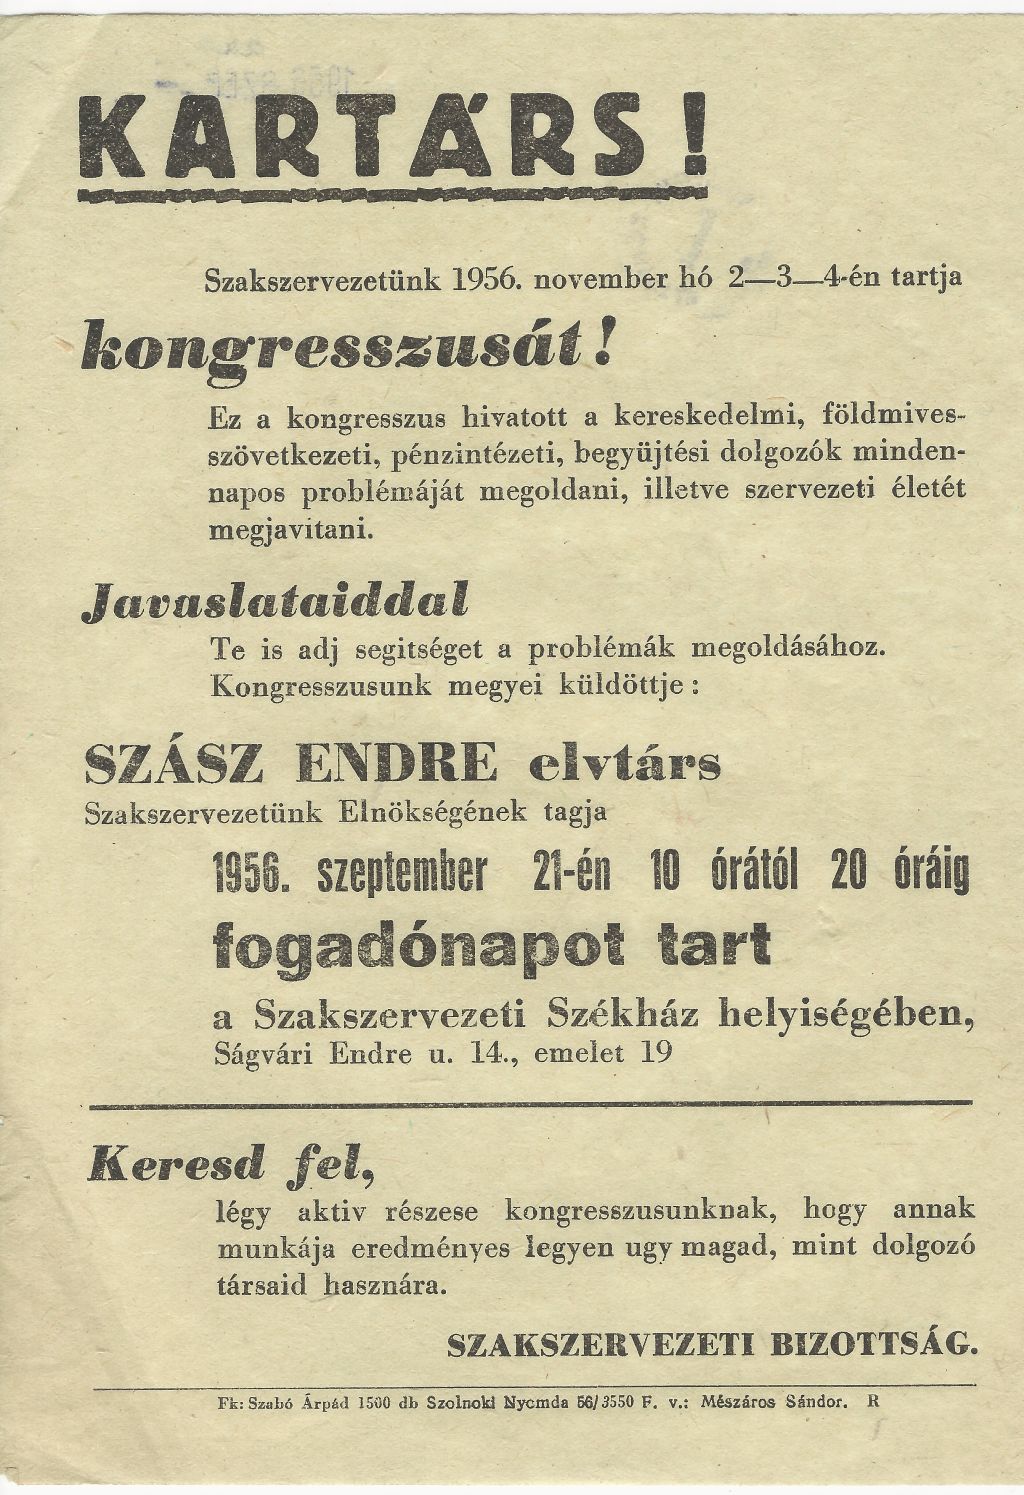 KARTÁRS!
Szakszervezetünk 1956. november hó 2—3—4-én tartja
kongresszusát!
Ez a kongresszus hivatott a kereskedelmi, földmives-
szövetkezeti, pénzintézeti, begyüjtési dolgozók minden-
napos problémáját megoldani, illetve szervezeti életét
megjavitani.
Javaslataiddal
Te is adj segitséget a problémák megoldásához.
Kongresszusunk megyei küldöttje:
SZÁSZ ENDRE elvtárs
Szakszervezetünk Elnökségének tagja
1956. szeptember 21-én 10 órától 20 óráig
fogadónapot tart
a Szakszervezeti Székház helyiségében,
Ságvári Endre u. 14., emelet 19
Keresd fel,
légy aktiv részese kongresszusunknak, hogy annak
munkája eredményes legyen ugy magad, mint dolgozó
társaid hasznára.
SZAKSZERVEZETI BIZOTTSÁG.
Fk: Szabó Árpád 1500 db Szolnoki Nyomda 56/3550 F. v.: Mészáros Sándor. R